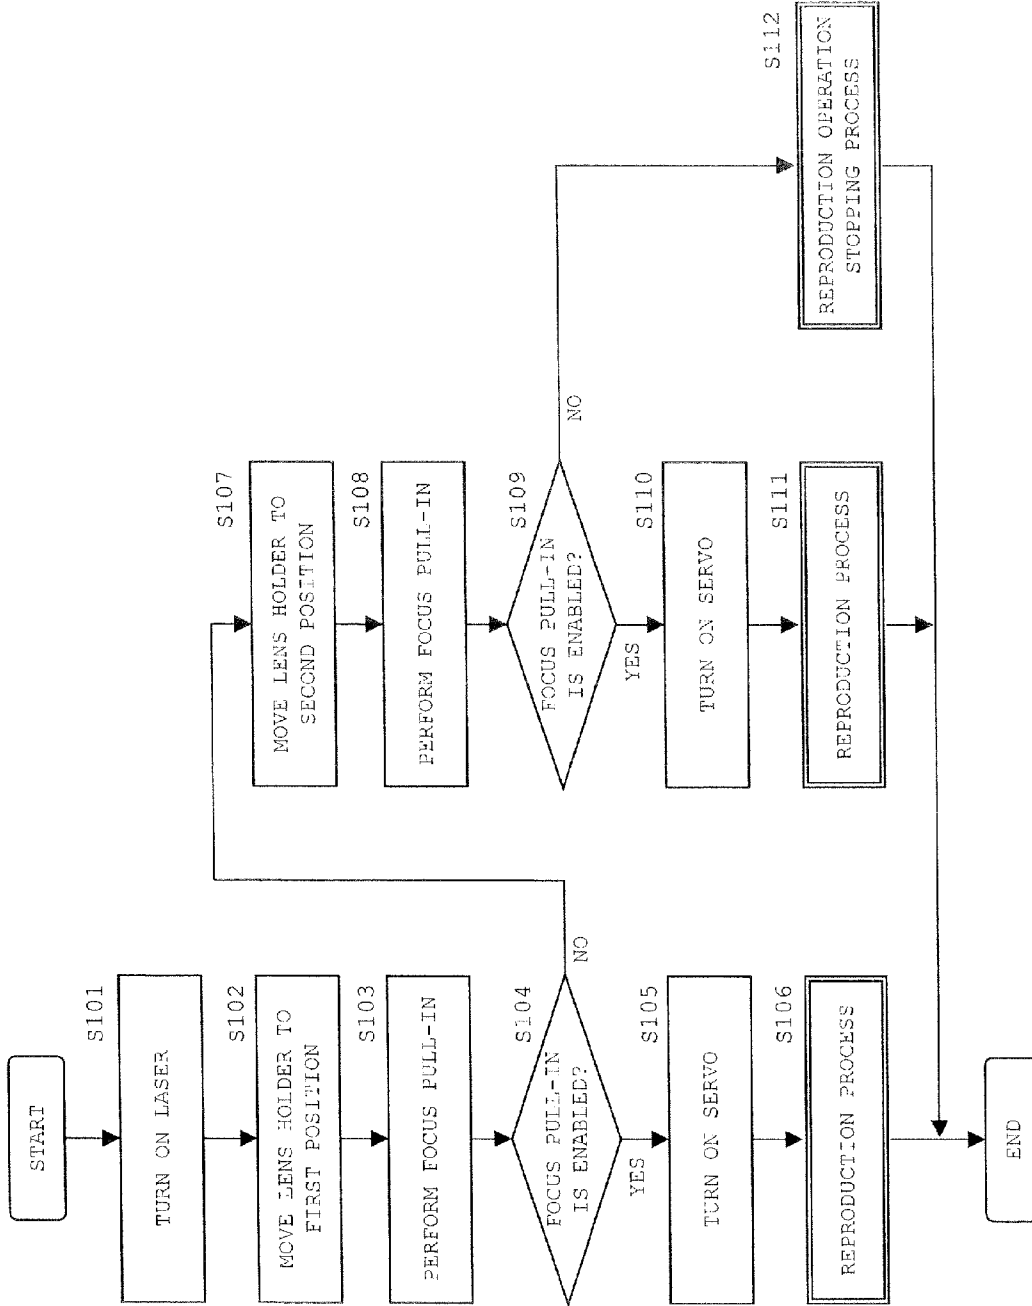 START
S101
TURN ON LASER
S102
MOVE LENS HOLDER TO
FIRST POSITION
S103
PERFORM FOCUS PULL-IN
S104
FOCUS PULL-IN
IS ENABLED?
NO
YES
S105
TURN ON SERVO
S106
REPRODUCTION PROCESS
S107
MOVE LENS HOLDER TO
SECOND POSITION
S108
PERFORM FOCUS PULL-IN
S109
FOCUS PULL-IN
IS ENABLED?
NO
YES
S110
TURN ON SERVO
S111
REPRODUCTION PROCESS
S112
REPRODUCTION OPERATION
STOPPING PROCESS
END